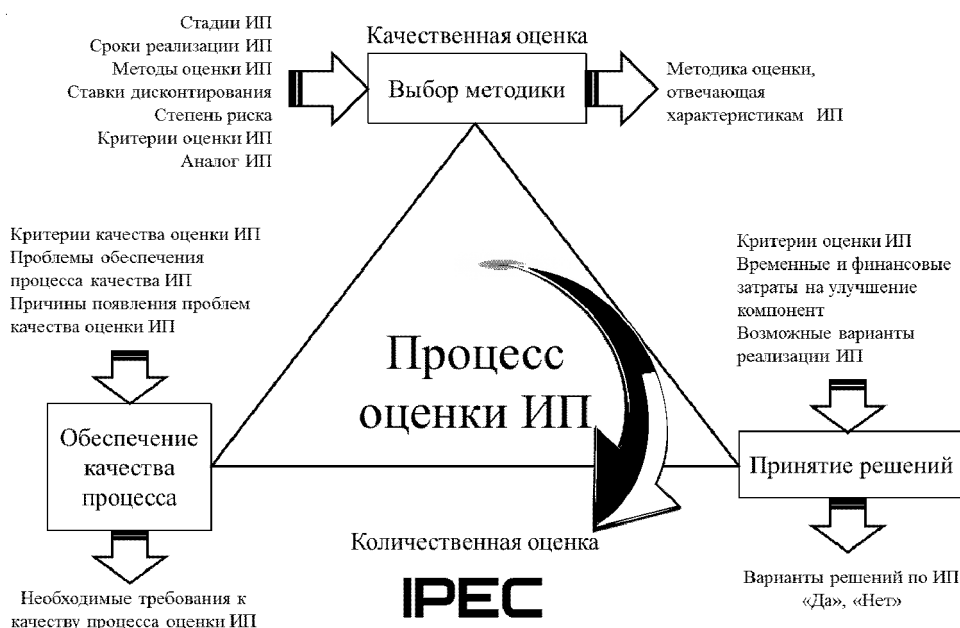 Стадии ИП
Сроки реализации ИП
Методы оценки ИП
Ставки дисконтирования
Степень риска
Критерии оценки ИП
Аналог ИП
Качественная оценка
Выбор методики
Методика оценки,
отвечающая
характеристикам ИП
Критерии качества оценки ИП
Проблемы обеспечения
процесса качества ИП
Причины появления проблем
качества оценки ИП
Критерии оценки ИП
Временные и финансовые
затраты на улучшение
компонент
Возможные варианты
реализации ИП
Процесс
оценки ИП
Обеспечение
качества
процесса
Принятие решений
Количественная оценка
IPEC
Необходимые требования к
качеству процесса оценки ИП
Варианты решений по ИП
«Да», «Нет»